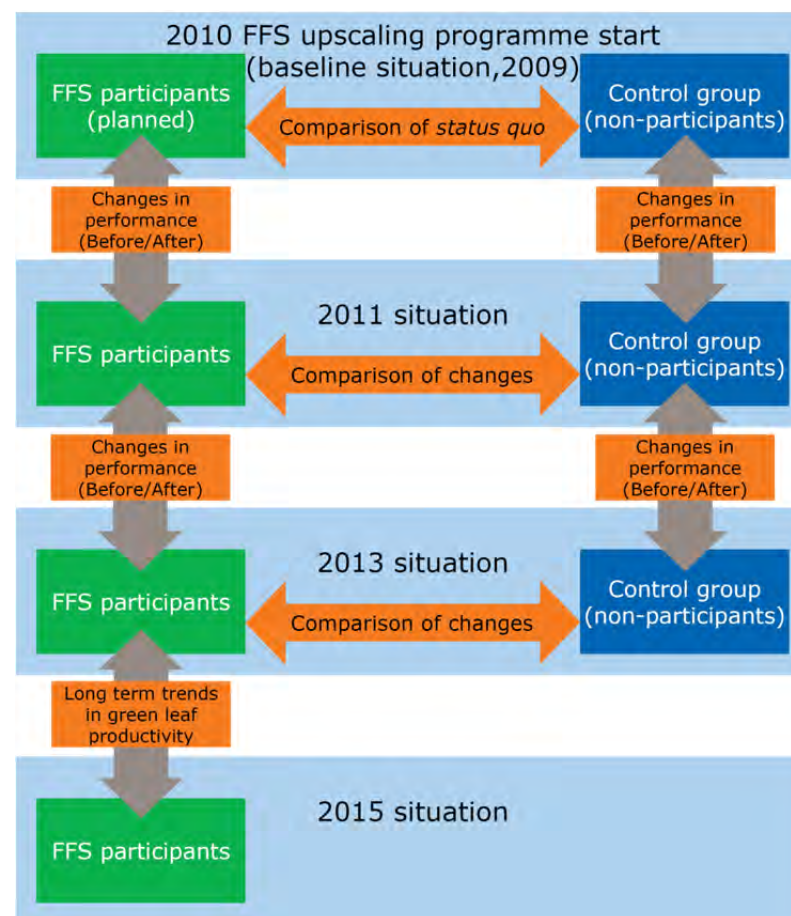 2010 FFS upscaling programme start
(baseline situation,2009)
FFS participants
(planned)
Comparison of status quo
Control group
(non-participants)
Changes in
performance
(Before/After)
Changes in
performance
(Before/After)
2011 situation
FFS participants
Comparison of changes
Control group
(non-participants)
Changes in
performance
(Before/After)
Changes in
performance
(Before/After)
2013 situation
FFS participants
Comparison of changes
Control group
(non-participants)
Long term trends
in green leaf
productivity
2015 situation
FFS participants